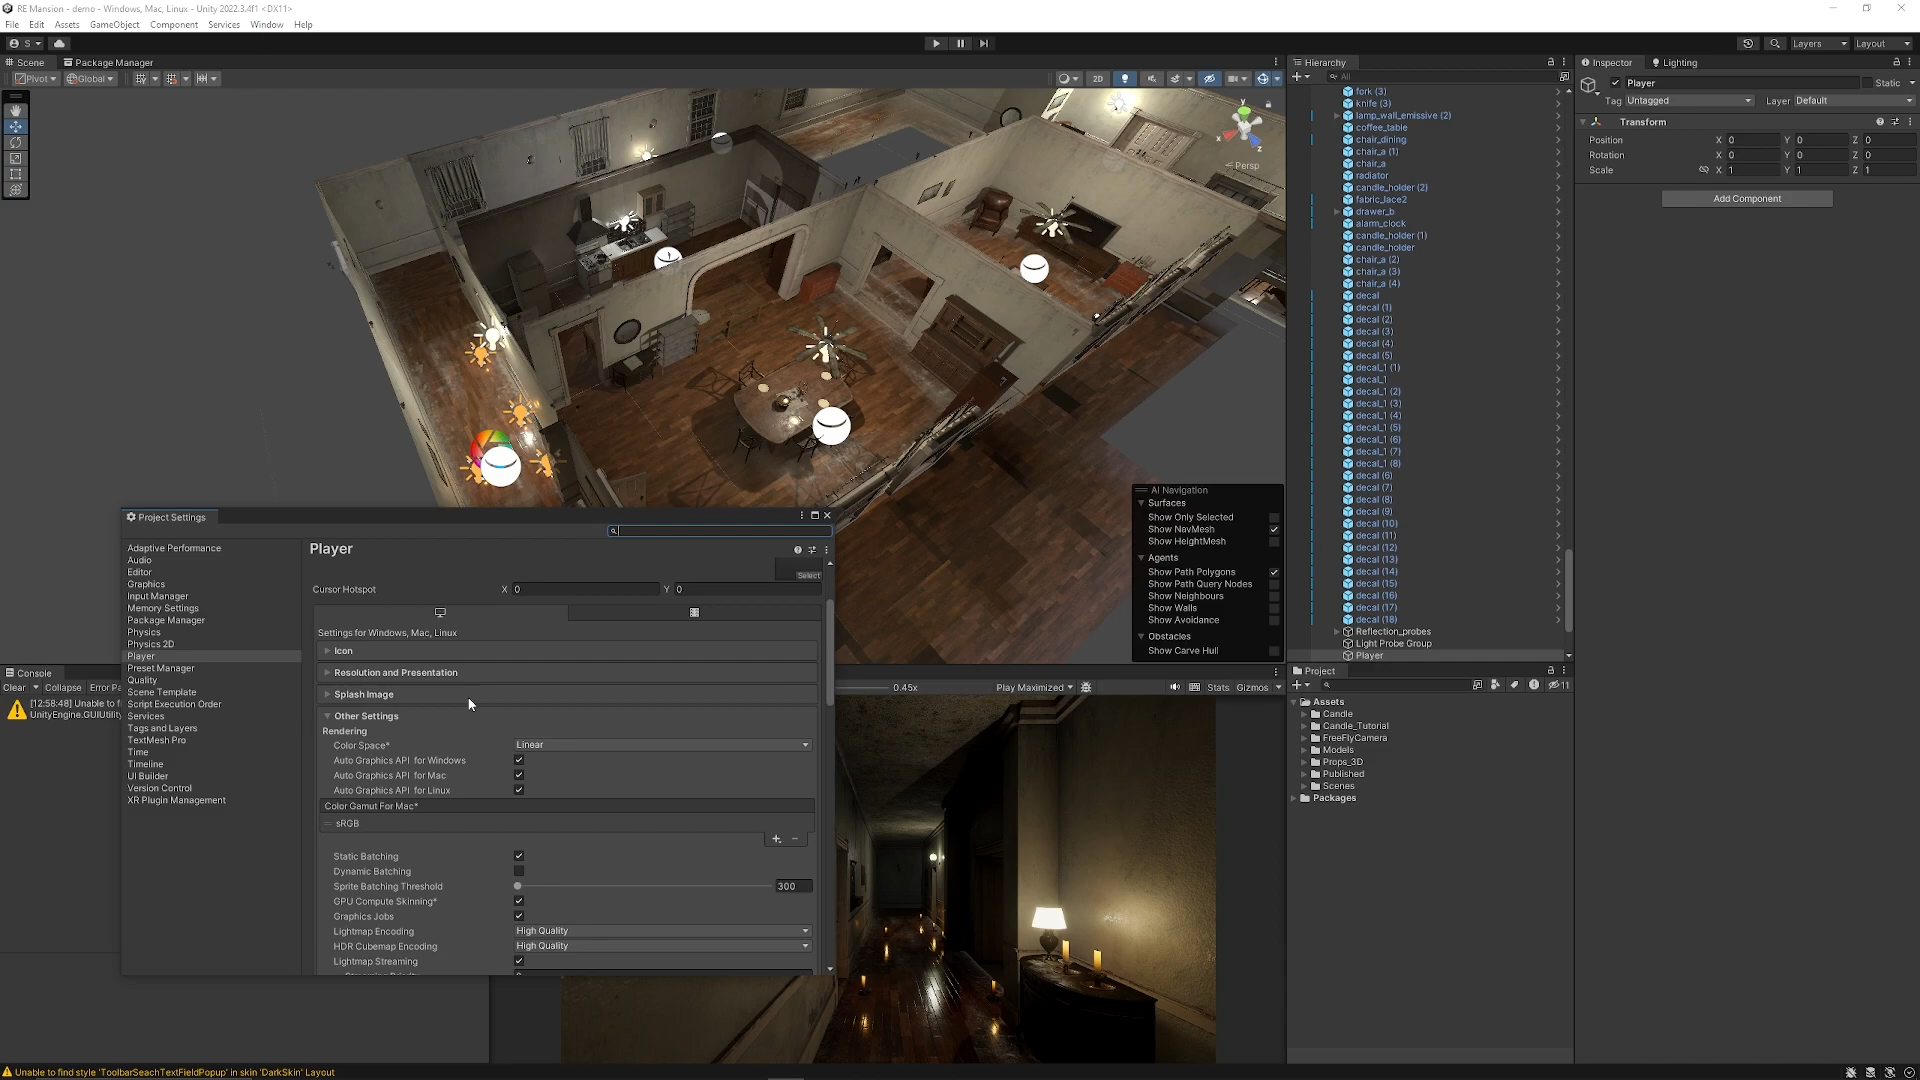 RE Mansion - demo - Windows, Mac, Linux - Unity 2022.3.4f1 <DX11>
File Edit Assets GameObject Component Services Window Help
S
Layers Layout
Scene Package Manager
Pivot Global
2D
Persp
AI Navigation
Surfaces
Show Only Selected
Show NavMesh
Show HeightMesh
Agents
Show Path Polygons
Show Path Query Nodes
Show Neighbours
Show Walls
Show Avoidance
Obstacles
Show Carve Hull
Project Settings
Adaptive Performance
Audio
Editor
Graphics
Input Manager
Memory Settings
Package Manager
Physics
Physics 2D
Player
Preset Manager
Quality
Scene Template
Script Execution Order
Services
Tags and Layers
TextMesh Pro
Time
Timeline
UI Builder
Version Control
XR Plugin Management
Player
Select
Cursor Hotspot X 0 Y 0
Settings for Windows, Mac, Linux
Icon
Resolution and Presentation
Splash Image
Other Settings
Rendering
Color Space* Linear
Auto Graphics API for Windows
Auto Graphics API for Mac
Auto Graphics API for Linux
Color Gamut For Mac*
sRGB
Static Batching
Dynamic Batching
Sprite Batching Threshold 300
GPU Compute Skinning*
Graphics Jobs
Lightmap Encoding High Quality
HDR Cubemap Encoding High Quality
Lightmap Streaming
Console
Clear Collapse Error Pa
[12:58:48] Unable to f
UnityEngine.GUIUtility
0.45x Play Maximized Stats Gizmos
Hierarchy
All
fork (3)
knife (3)
lamp_wall_emissive (2)
coffee_table
chair_dining
chair_a (1)
chair_a
radiator
candle_holder (2)
fabric_lace2
drawer_b
alarm_clock
candle_holder (1)
candle_holder
chair_a (2)
chair_a (3)
chair_a (4)
decal
decal (1)
decal (2)
decal (3)
decal (4)
decal (5)
decal_1 (1)
decal_1
decal_1 (2)
decal_1 (3)
decal_1 (4)
decal_1 (5)
decal_1 (6)
decal_1 (7)
decal_1 (8)
decal (6)
decal (7)
decal (8)
decal (9)
decal (10)
decal (11)
decal (12)
decal (13)
decal (14)
decal (15)
decal (16)
decal (17)
decal (18)
Reflection_probes
Light Probe Group
Player
Project
11
Assets
Candle
Candle_Tutorial
FreeFlyCamera
Models
Props_3D
Published
Scenes
Packages
Inspector Lighting
Player Static
Tag Untagged Layer Default
Transform
Position X 0 Y 0 Z 0
Rotation X 0 Y 0 Z 0
Scale X 1 Y 1 Z 1
Add Component
Unable to find style 'ToolbarSeachTextFieldPopup' in skin 'DarkSkin' Layout